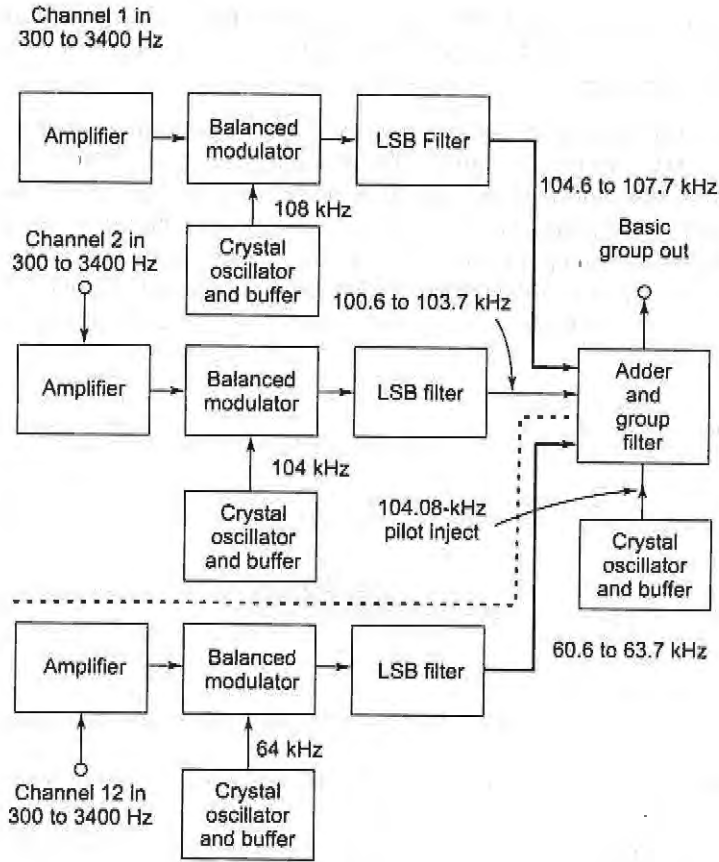 Channel 1 in
300 to 3400 Hz
Amplifier
Balanced
modulator
LSB Filter
104.6 to 107.7 kHz
108 kHz
Crystal
oscillator
and buffer
Basic
group out
Channel 2 in
300 to 3400 Hz
100.6 to 103.7 kHz
Amplifier
Balanced
modulator
LSB filter
Adder
and
group
filter
104 kHz
Crystal
oscillator
and buffer
104.08-kHz
pilot inject
Crystal
oscillator
and buffer
60.6 to 63.7 kHz
Amplifier
Balanced
modulator
LSB filter
64 kHz
Crystal
oscillator
and buffer
Channel 12 in
300 to 3400 Hz